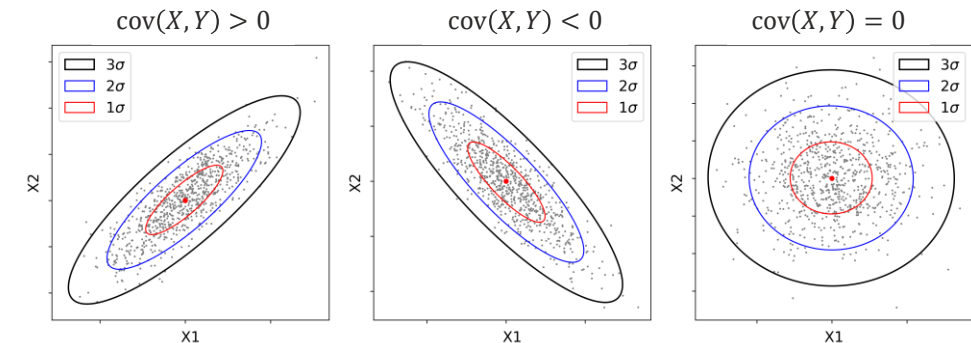 cov(X, Y) > 0
3σ
2σ
1σ
X2
X1
cov(X, Y) < 0
3σ
2σ
1σ
X2
X1
cov(X, Y) = 0
3σ
2σ
1σ
X2
X1